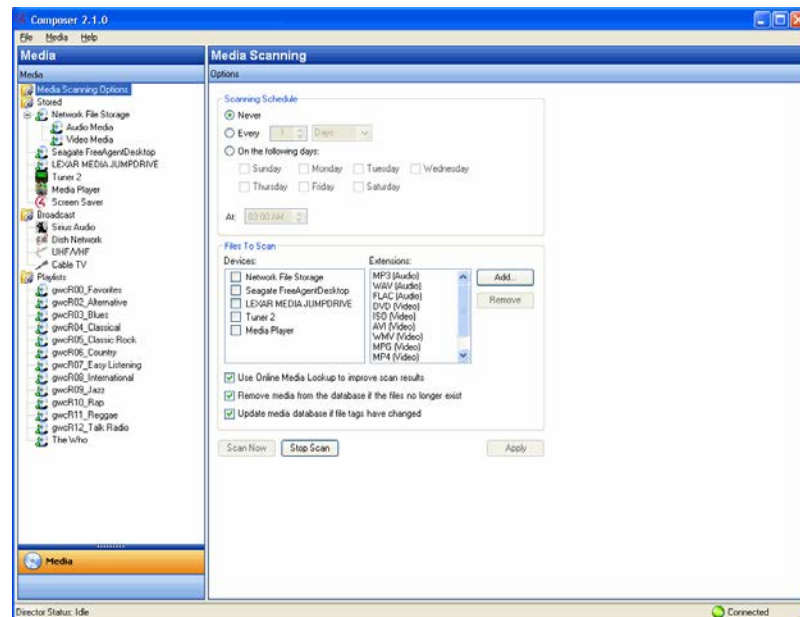 Composer 2.1.0
File Media Help
Media
Media
Media Scanning Options
Stored
Network File Storage
Audio Media
Video Media
Seagate FreeAgentDesktop
LEXAR MEDIA JUMPDRIVE
Tuner 2
Media Player
Screen Saver
Broadcast
Sirius Audio
Dish Network
UHF/VHF
Cable TV
Playlists
gwcR00_Favorites
gwcR02_Alternative
gwcR03_Blues
gwcR04_Classical
gwcR05_Classic Rock
gwcR06_Country
gwcR07_Easy Listening
gwcR08_International
gwcR09_Jazz
gwcR10_Rap
gwcR11_Reggae
gwcR12_Talk Radio
The Who
Media
Media Scanning
Options
Scanning Schedule
Never
Every 1 Days
On the following days:
Sunday Monday Tuesday Wednesday
Thursday Friday Saturday
At: 03:00 AM
Files To Scan
Devices:
Network File Storage
Seagate FreeAgentDesktop
LEXAR MEDIA JUMPDRIVE
Tuner 2
Media Player
Extensions:
MP3 (Audio)
WAV (Audio)
FLAC (Audio)
DVD (Video)
ISO (Video)
AVI (Video)
WMV (Video)
MPG (Video)
MP4 (Video)
Add...
Remove
Use Online Media Lookup to improve scan results
Remove media from the database if the files no longer exist
Update media database if file tags have changed
Scan Now Stop Scan Apply
Director Status: Idle Connected